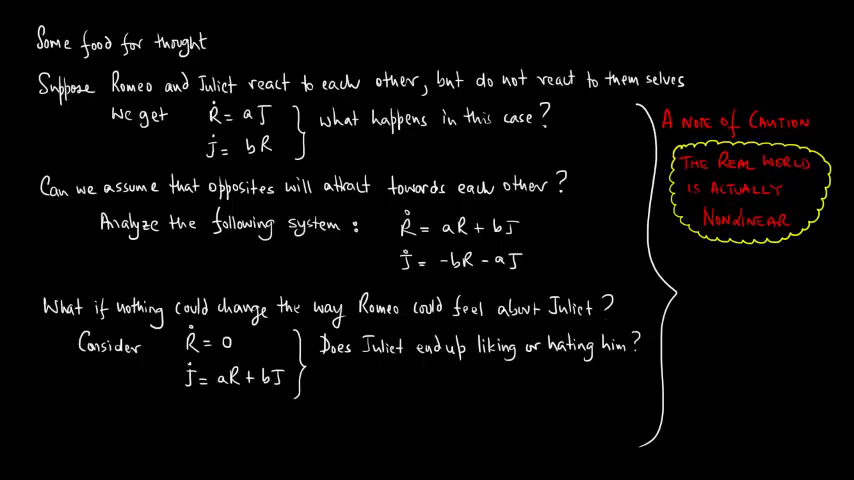 Some food for thought
Suppose Romeo and Juliet react to each other, but do not react to them selves
We get Ṙ = aJ
J̇ = bR
What happens in this case?
Can we assume that opposites will attract towards each other?
Analyze the following system: Ṙ = aR + bJ
J̇ = -bR - aJ
What if nothing could change the way Romeo could feel about Juliet?
Consider Ṙ = 0
J̇ = aR + bJ
Does Juliet end up liking or hating him?
A NOTE OF CAUTION
THE REAL WORLD
IS ACTUALLY
NONLINEAR